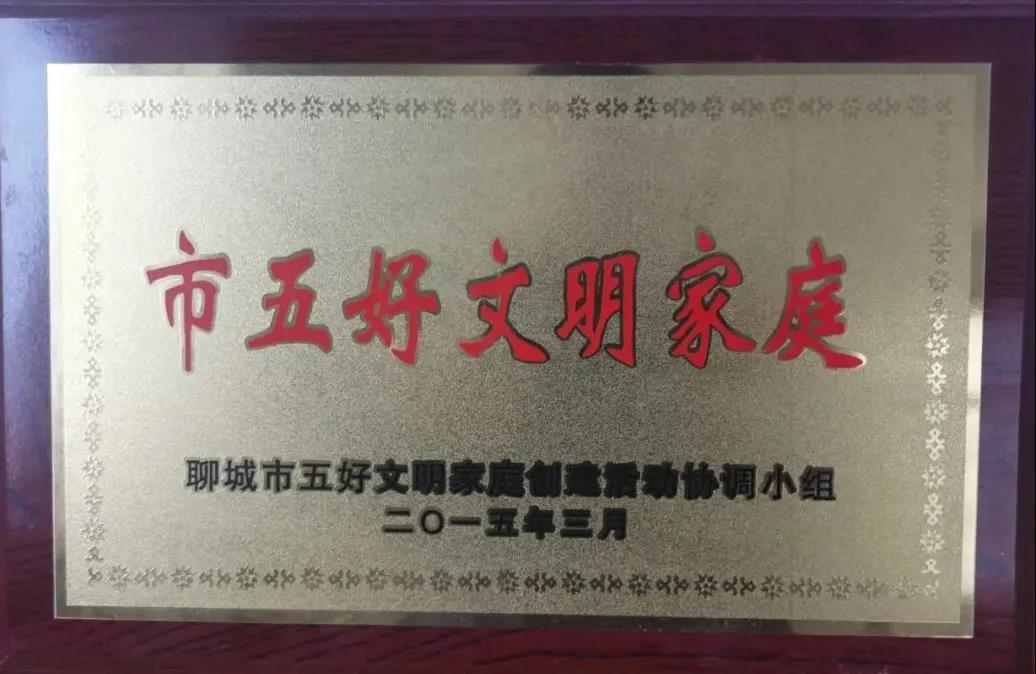 市五好文明家庭
聊城市五好文明家庭创建活动协调小组
二〇一五年三月